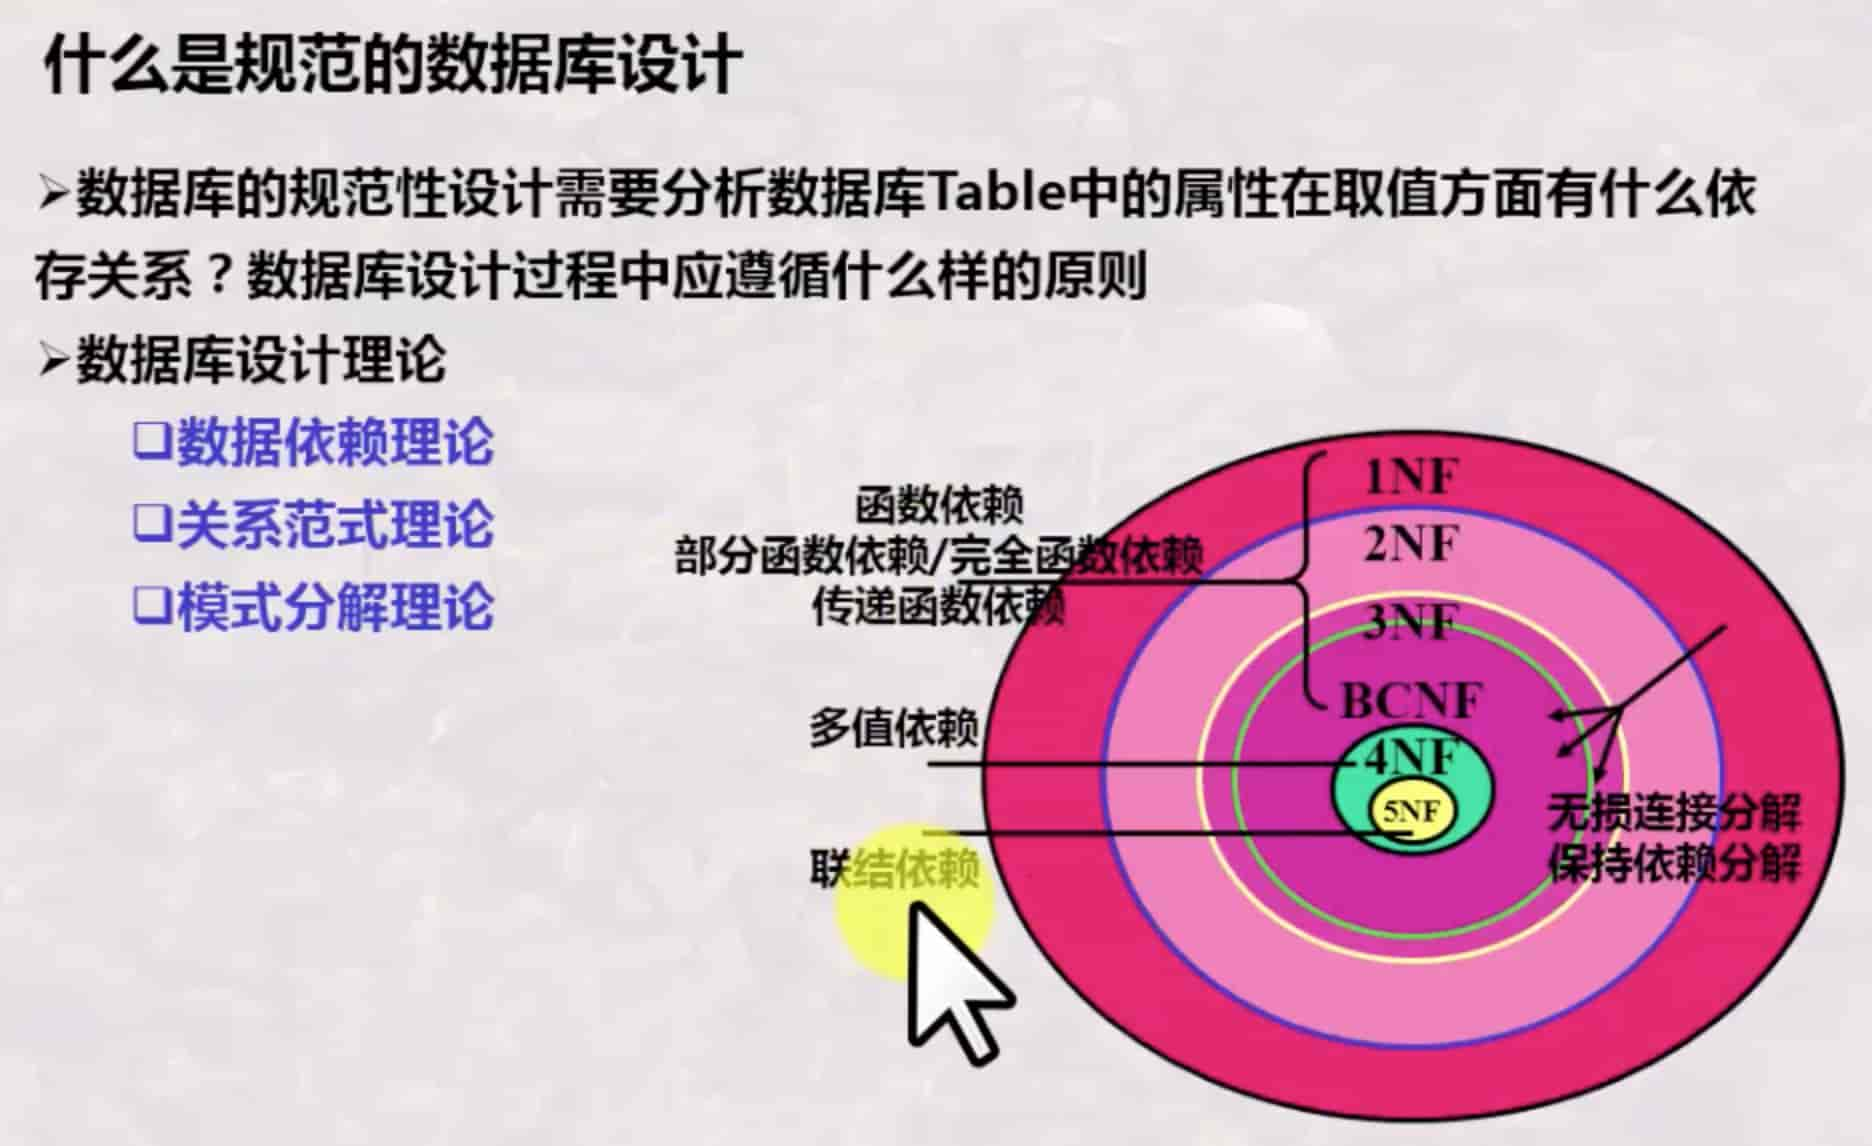 什么是规范的数据库设计
➢数据库的规范性设计需要分析数据库Table中的属性在取值方面有什么依
存关系？数据库设计过程中应遵循什么样的原则
➢数据库设计理论
❑数据依赖理论
❑关系范式理论
❑模式分解理论
函数依赖
部分函数依赖/完全函数依赖
传递函数依赖
多值依赖
联结依赖
1NF
2NF
3NF
BCNF
4NF
5NF
无损连接分解
保持依赖分解